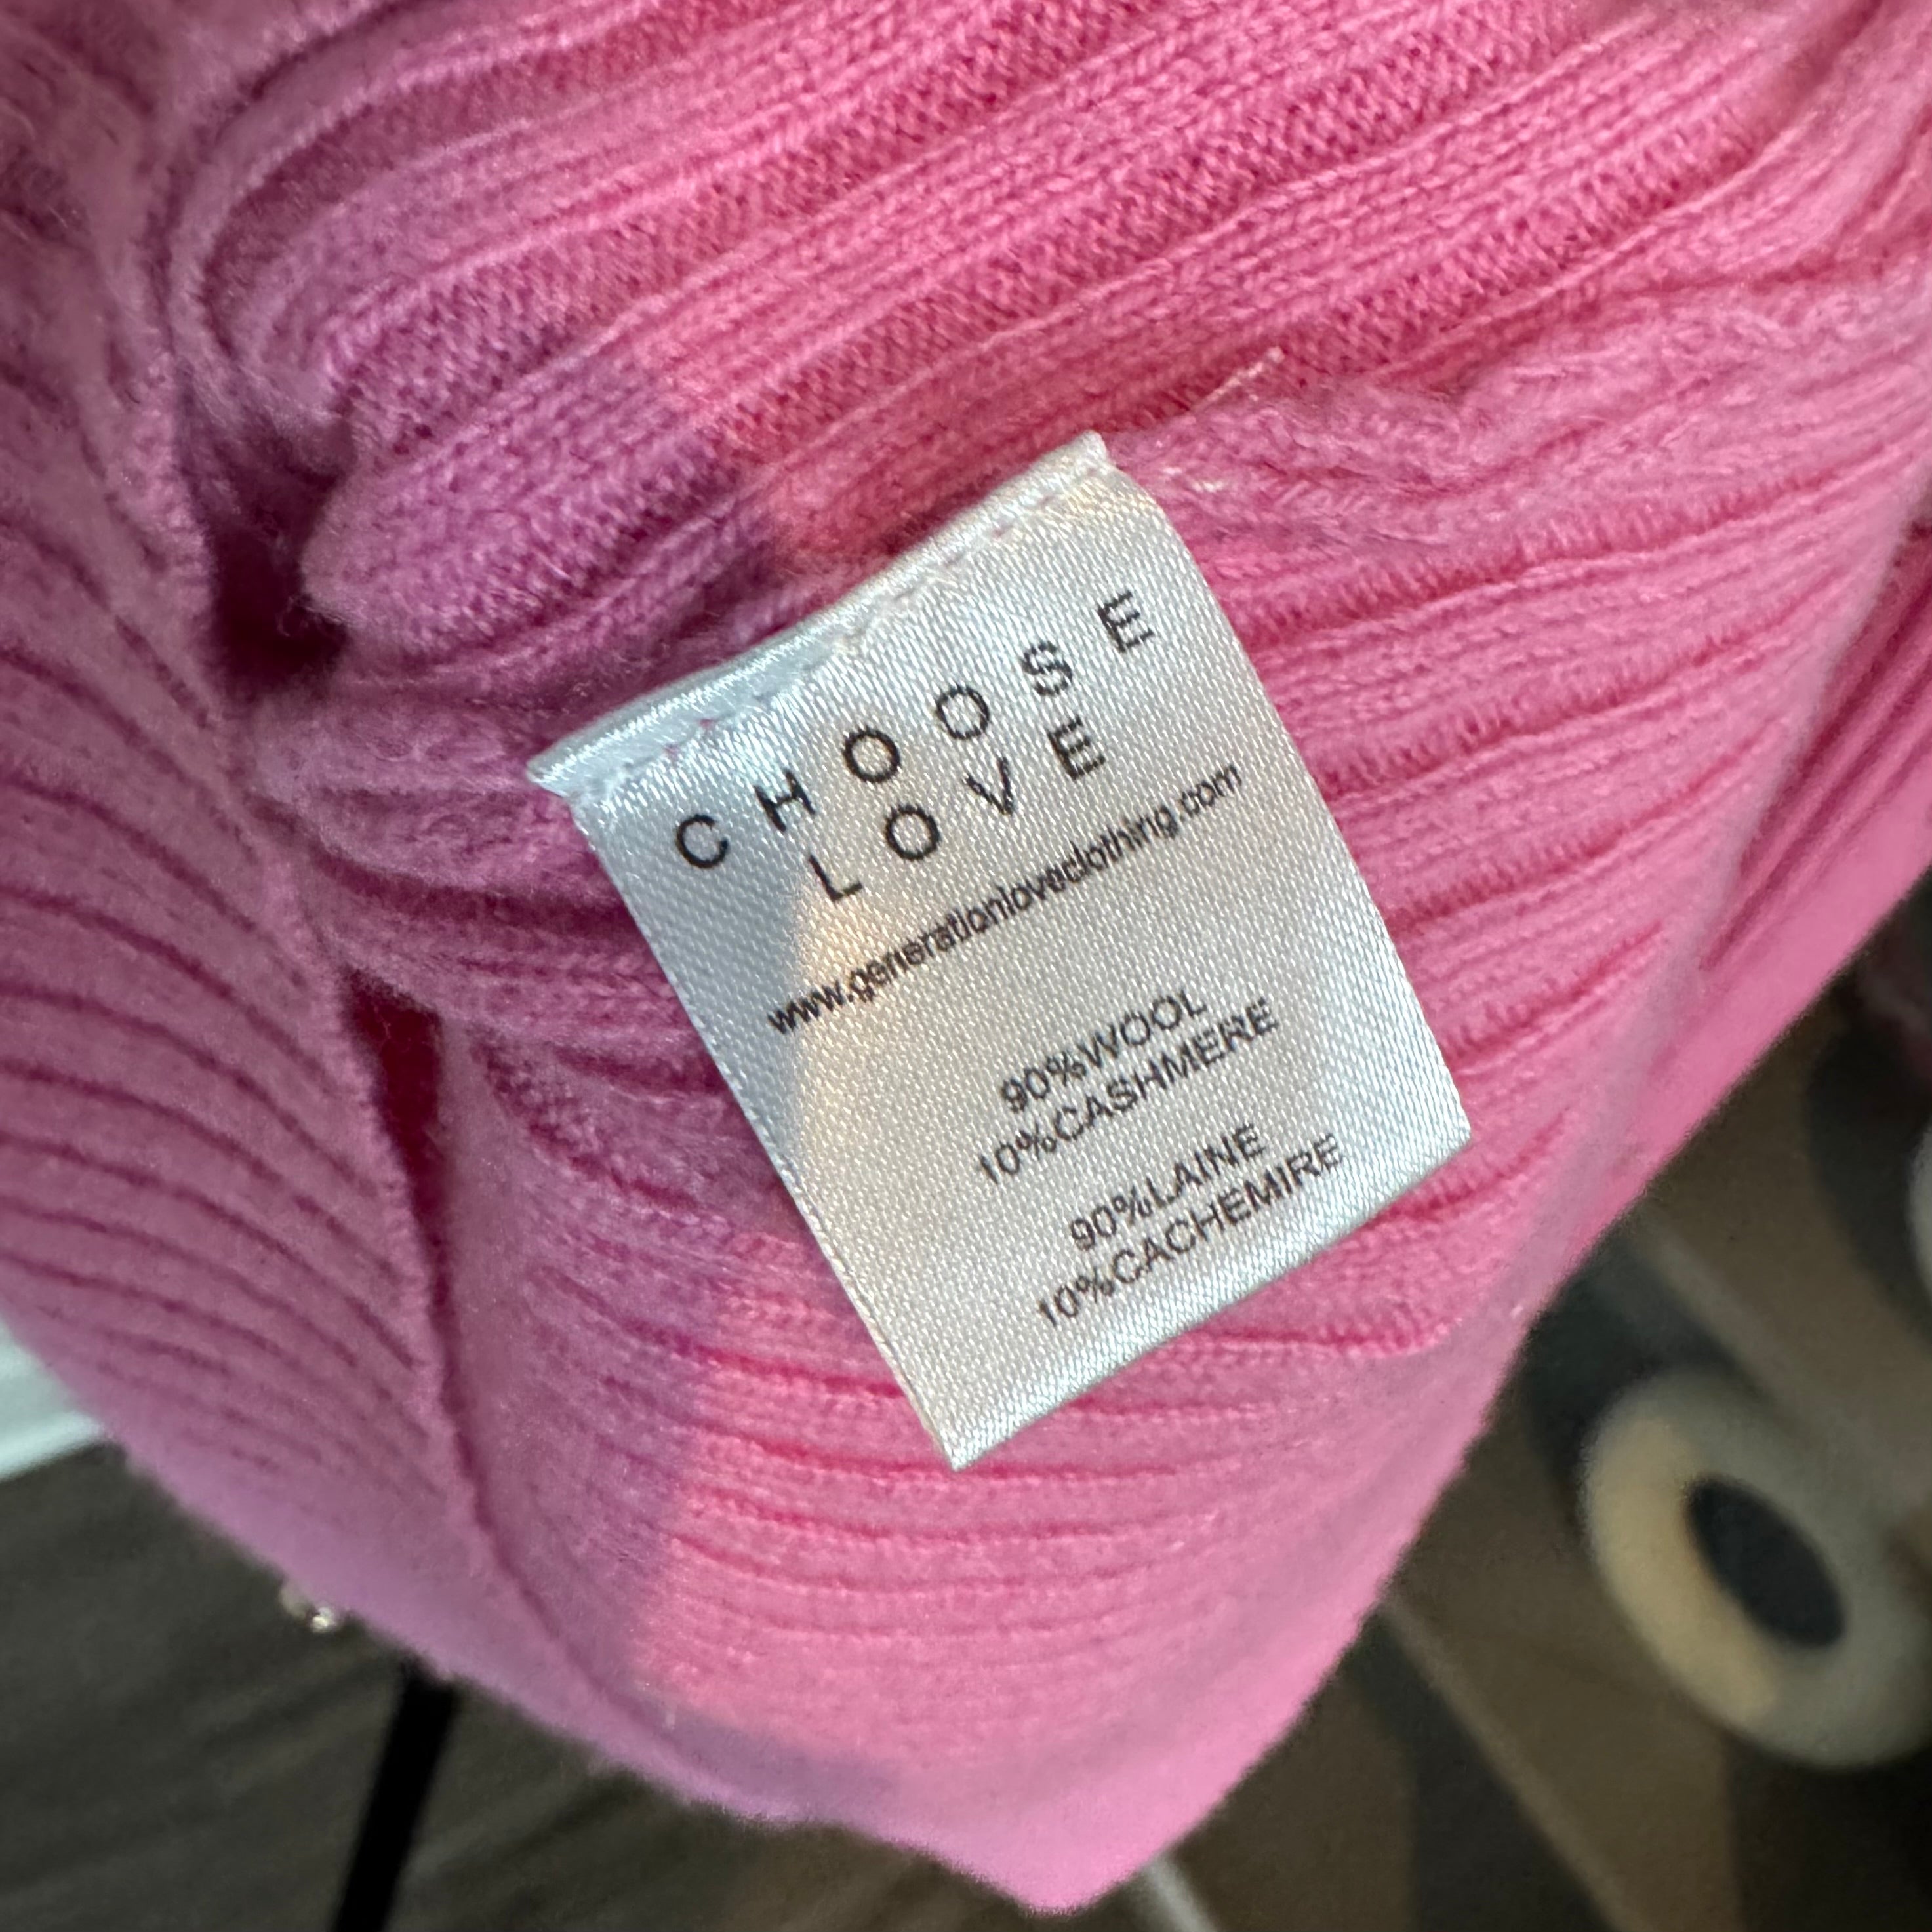 CHOOSE
LOVE
www.generationloveclothing.com
90%WOOL
10%CASHMERE
90%LAINE
10%CACHEMIRE